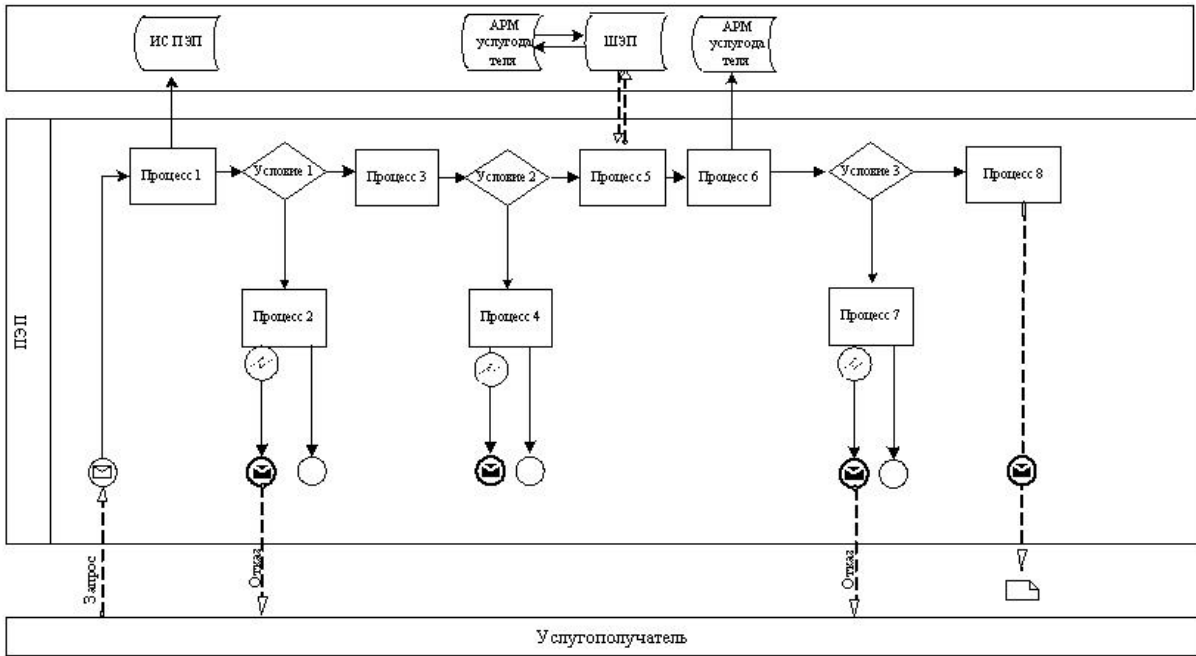 ИС ПЭП
АРМ
услугода
теля
ШЭП
АРМ
услугода
теля
ПЭП
Процесс 1
Условие 1
Процесс 3
Условие 2
Процесс 5
Процесс 6
Условие 3
Процесс 8
Процесс 2
Процесс 4
Процесс 7
Запрос
Отказ
Отказ
Услугополучатель